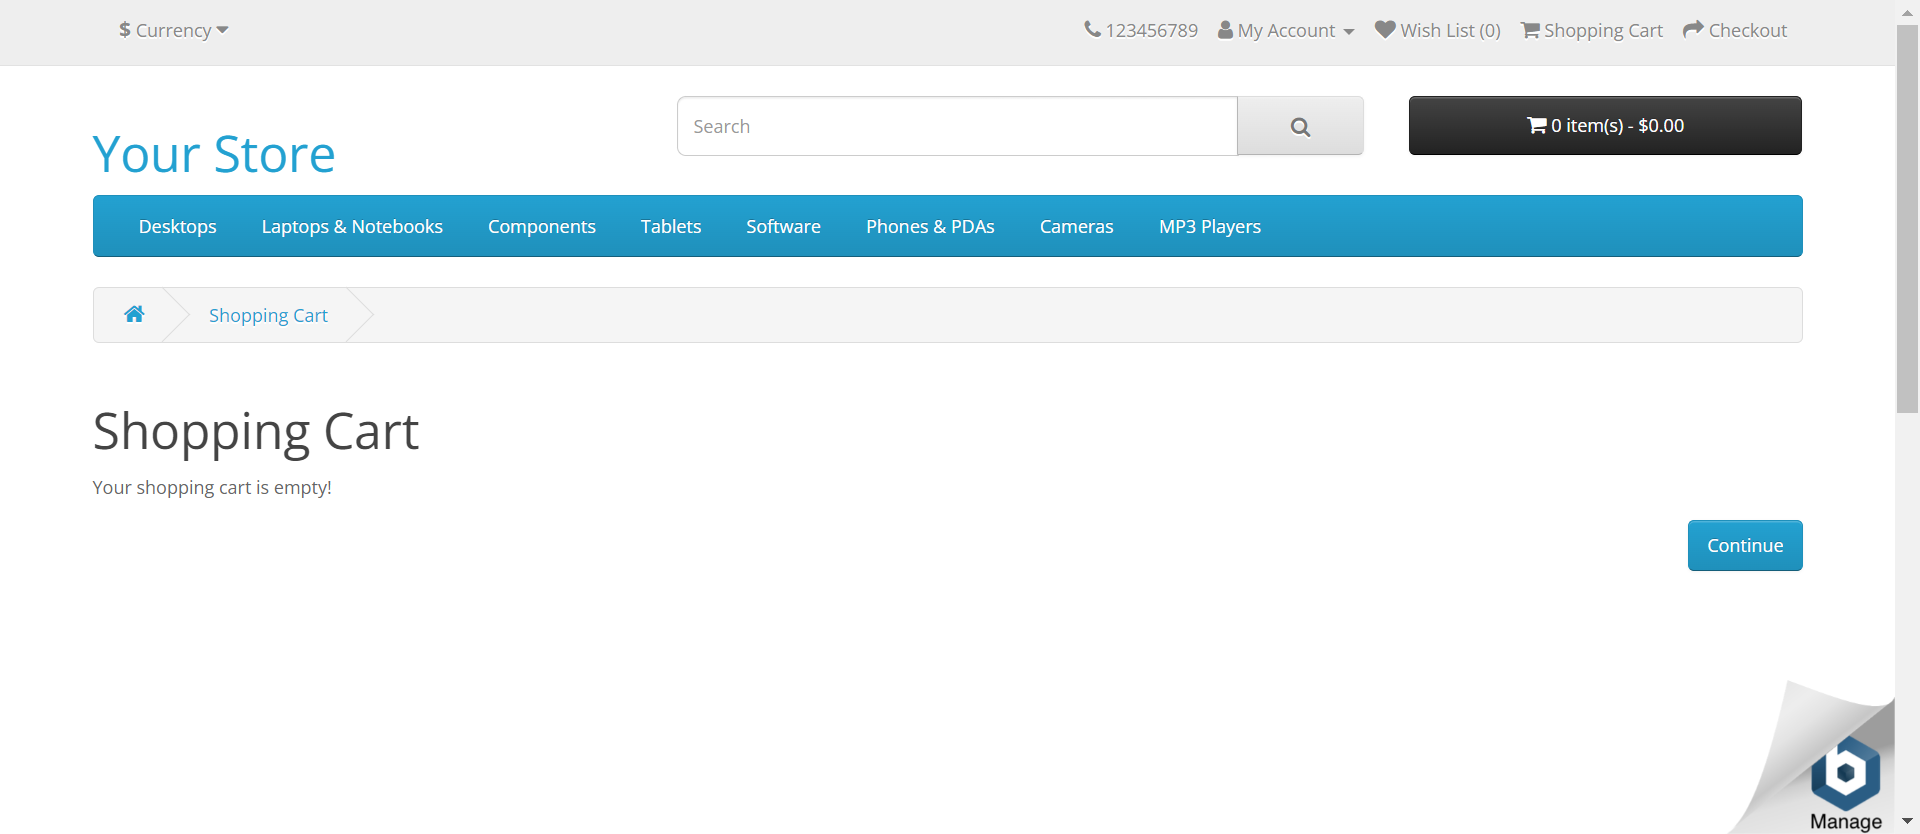 $ Currency
123456789 My Account Wish List (0) Shopping Cart Checkout
Your Store
Search
0 item(s) - $0.00
Desktops Laptops & Notebooks Components Tablets Software Phones & PDAs Cameras MP3 Players
Shopping Cart
Shopping Cart
Your shopping cart is empty!
Continue
b
Manage